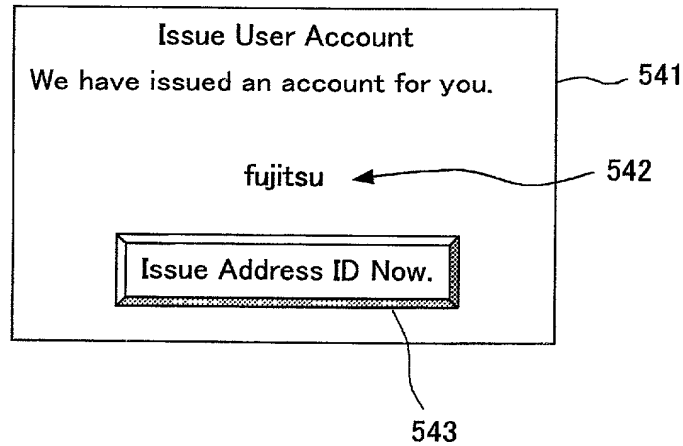 Issue User Account
We have issued an account for you.
541
fujitsu
542
Issue Address ID Now.
543